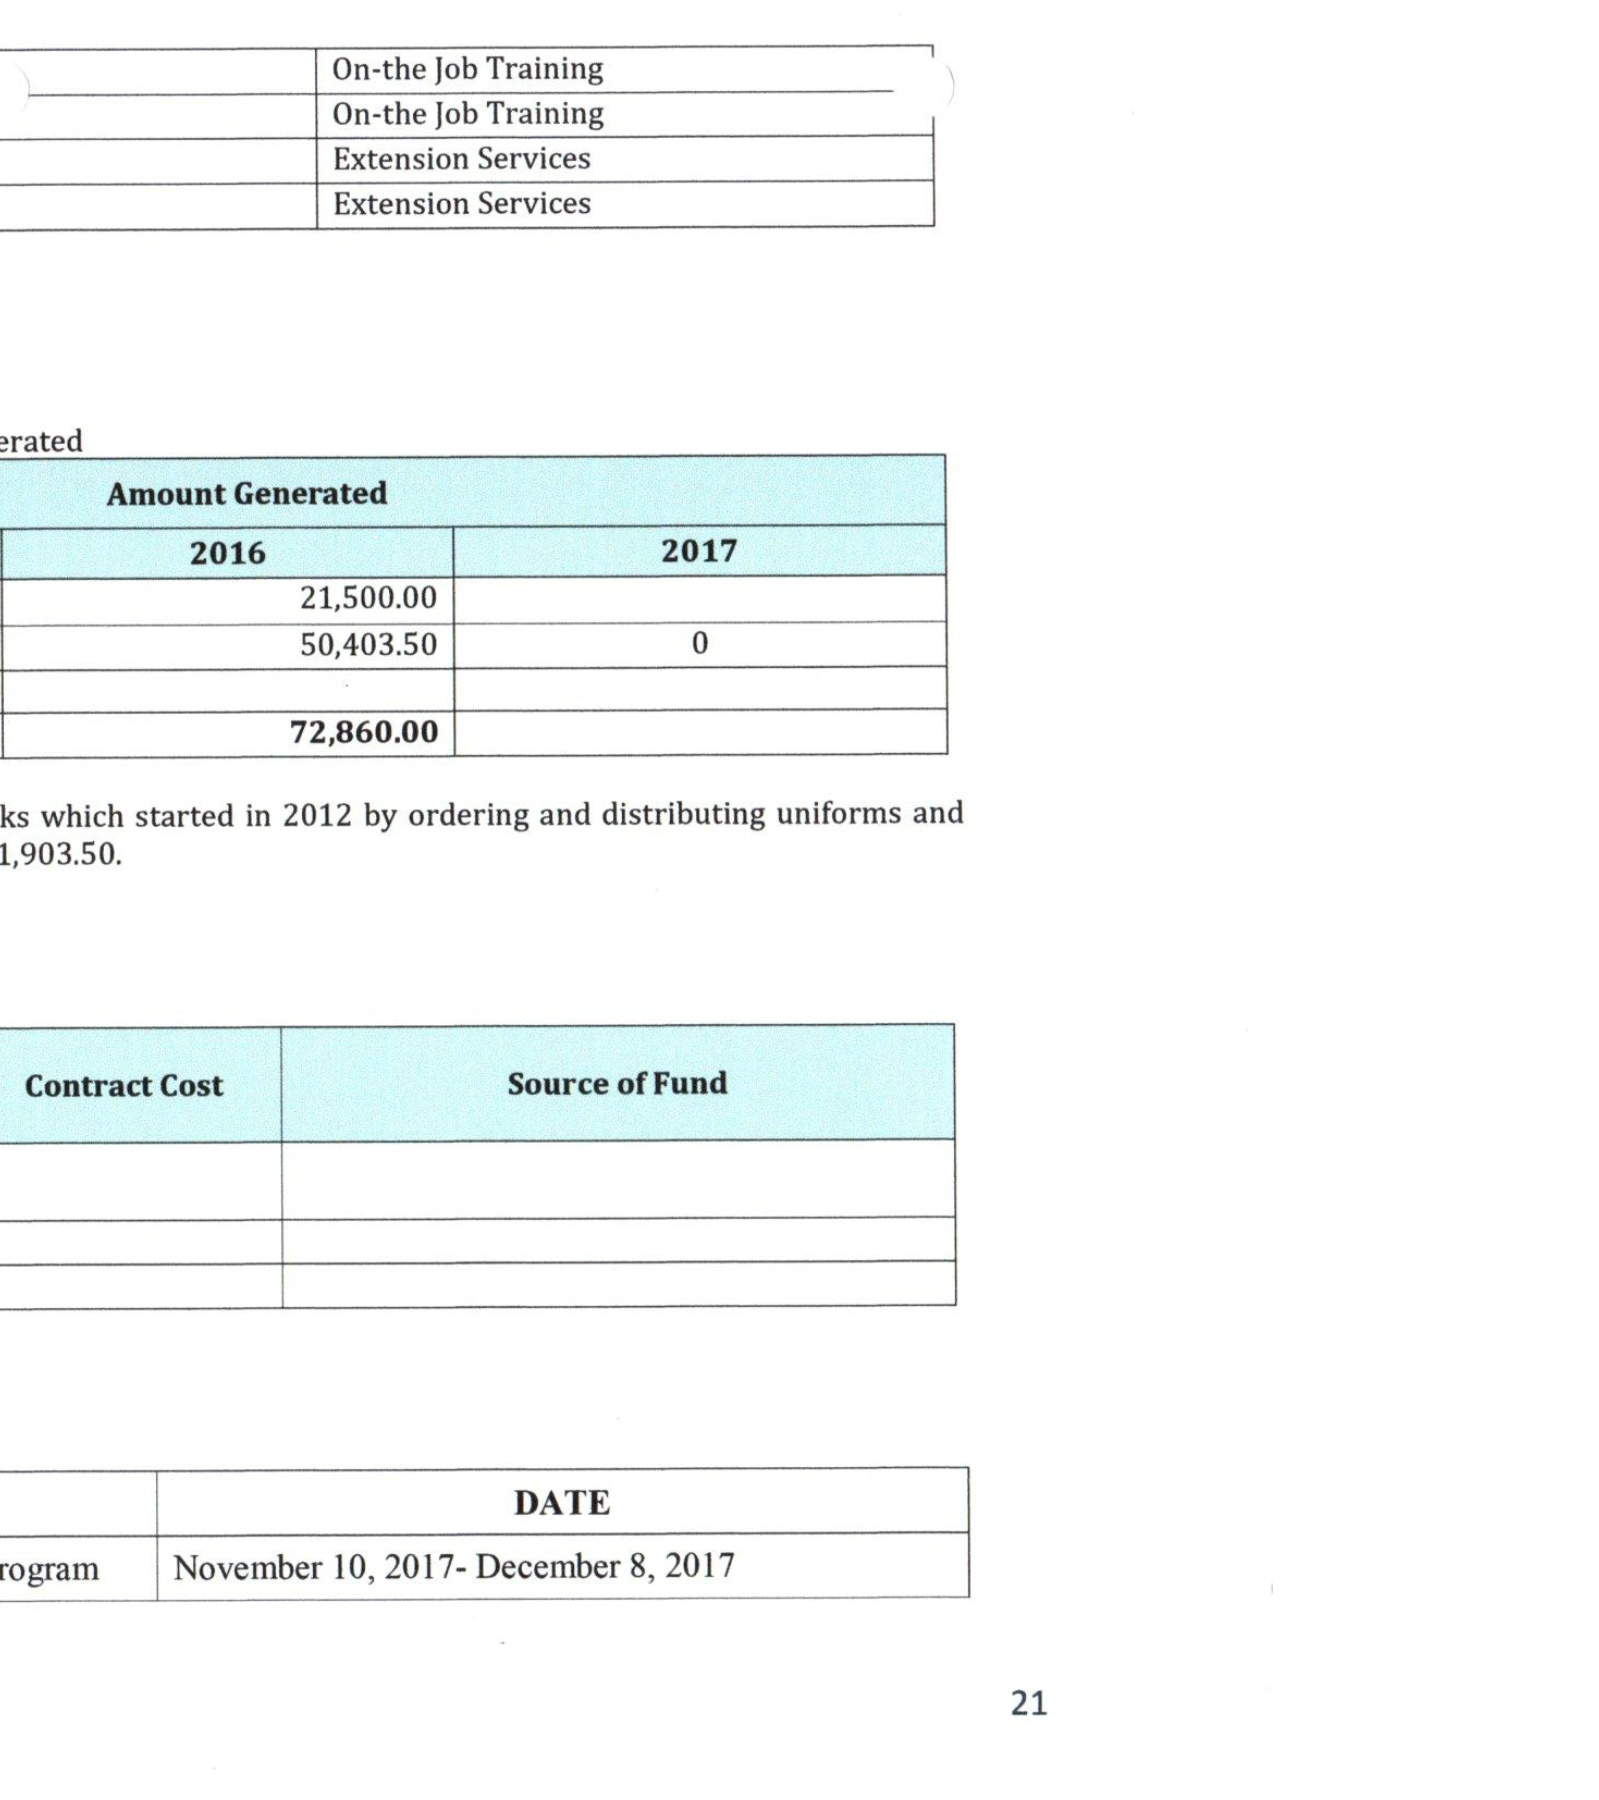 On-the Job Training
On-the Job Training
Extension Services
Extension Services
erated
Amount Generated
2016 2017
21,500.00
50,403.50 0
72,860.00
ks which started in 2012 by ordering and distributing uniforms and
1,903.50.
Contract Cost Source of Fund
DATE
rogram November 10, 2017- December 8, 2017
21